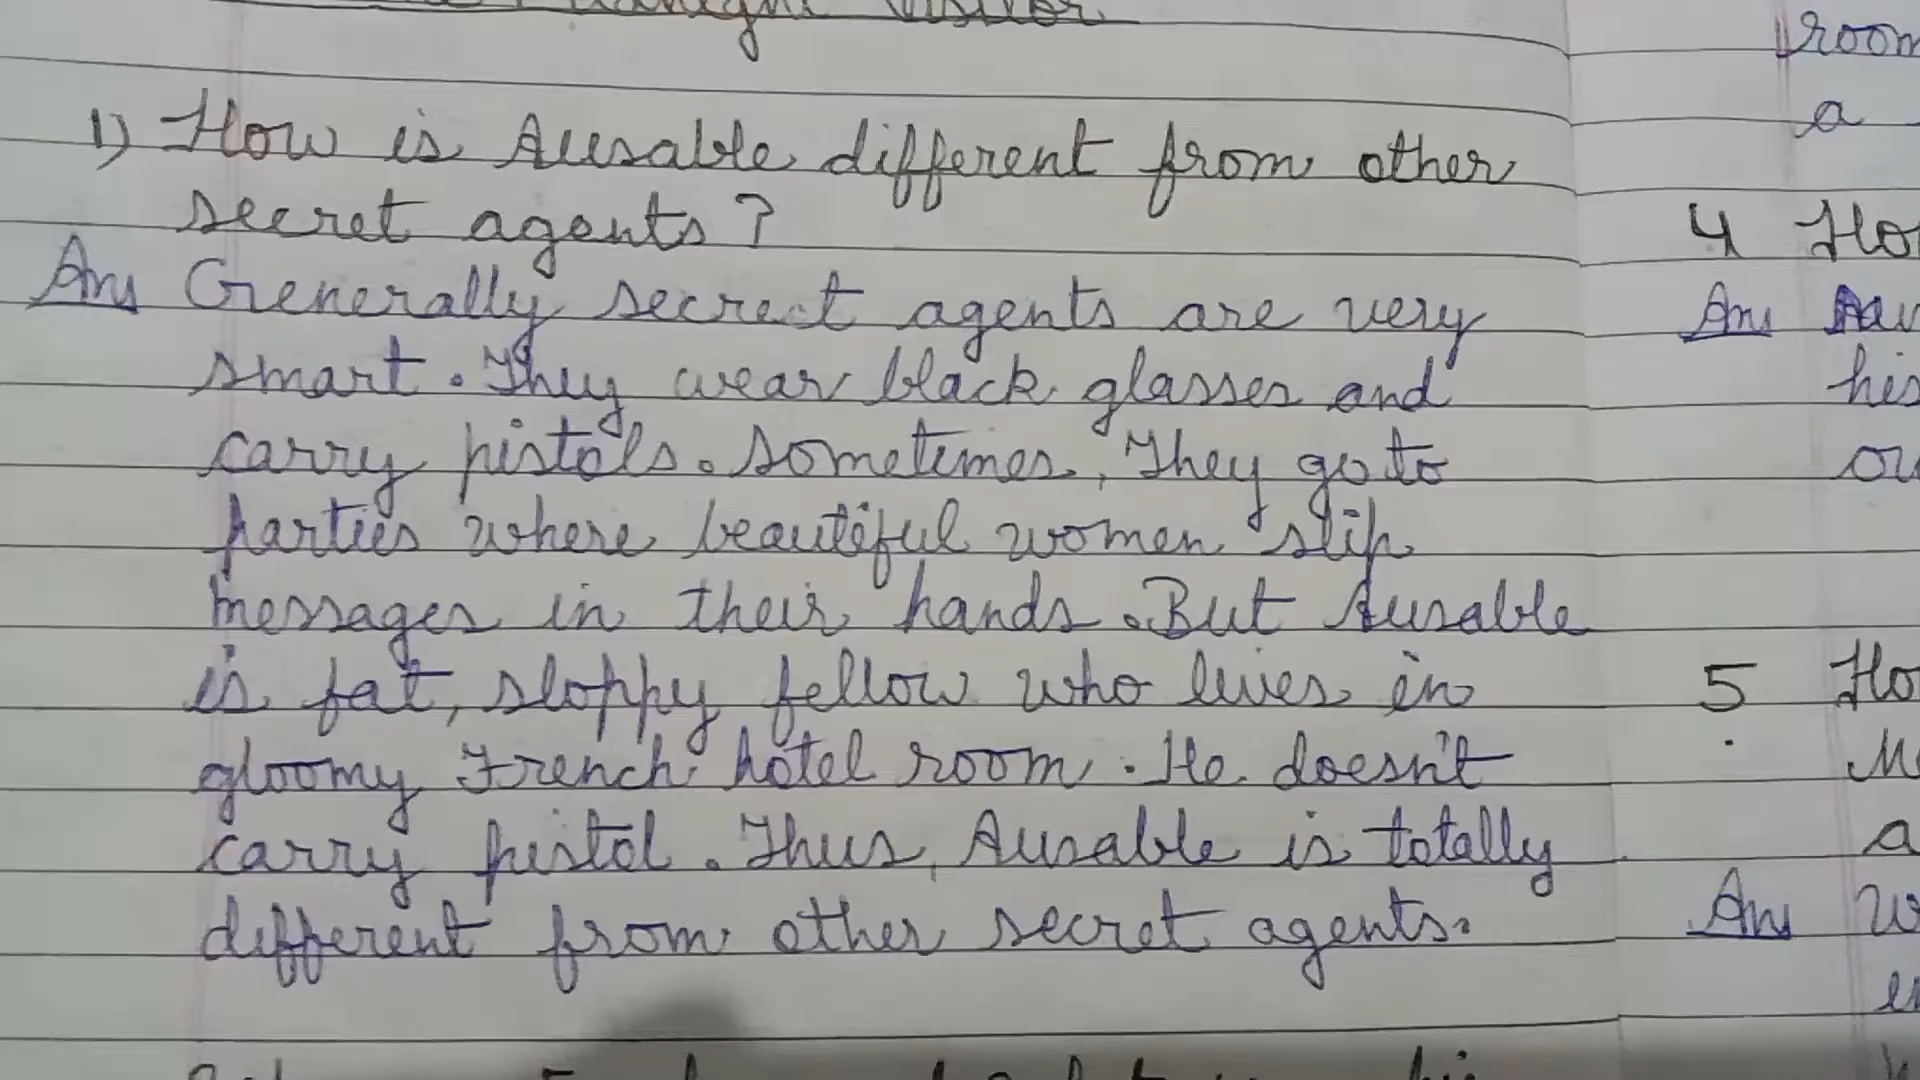 Visitor
1) How is Ausable different from other
secret agents?
Ans Generally secrect agents are very
smart. They wear black glasses and
carry pistols. Sometimes, They go to
parties where beautiful women slip
messages in their hands. But Ausable
is fat, sloppy fellow who lives in
gloomy French hotel room. He doesn't
carry pistol. Thus, Ausable is totally
different from other secret agents.
room
a
4 Ho
Ans
his
ou
5 Ho
M
a
Ans w